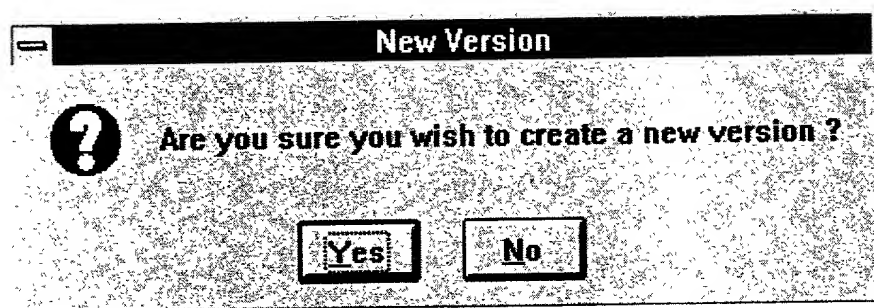 New Version
Are you sure you wish to create a new version ?
Yes
No